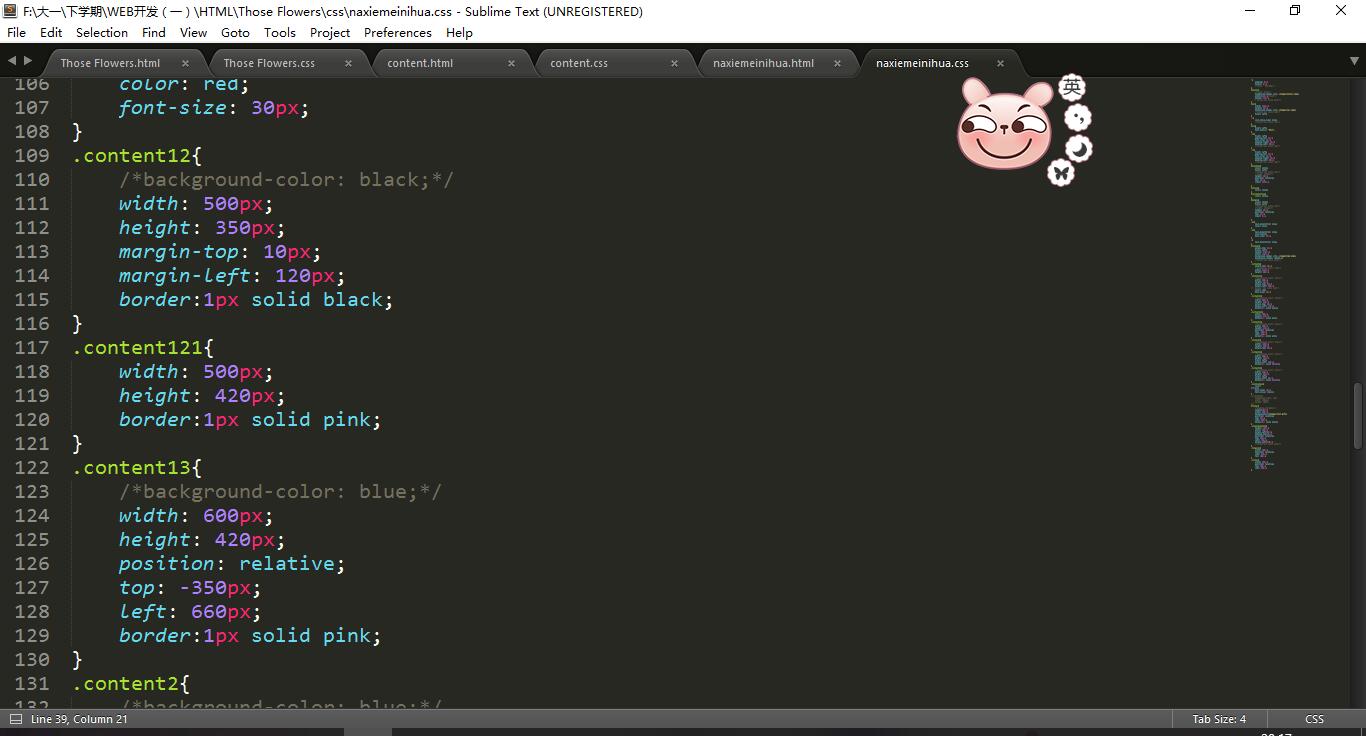 F:\大一\下学期\WEB开发（一）\HTML\Those Flowers\css\naxiemeinihua.css - Sublime Text (UNREGISTERED)
File Edit Selection Find View Goto Tools Project Preferences Help
Those Flowers.html × Those Flowers.css × content.html × content.css × naxiemeinihua.html × naxiemeinihua.css ×
106 color: red;
英
107 font-size: 30px;
108 }
109 .content12{
110 /*background-color: black;*/
111 width: 500px;
112 height: 350px;
113 margin-top: 10px;
114 margin-left: 120px;
115 border:1px solid black;
116 }
117 .content121{
118 width: 500px;
119 height: 420px;
120 border:1px solid pink;
121 }
122 .content13{
123 /*background-color: blue;*/
124 width: 600px;
125 height: 420px;
126 position: relative;
127 top: -350px;
128 left: 660px;
129 border:1px solid pink;
130 }
131 .content2{
132 /*background-color: blue;*/
Line 39, Column 21 Tab Size: 4 CSS